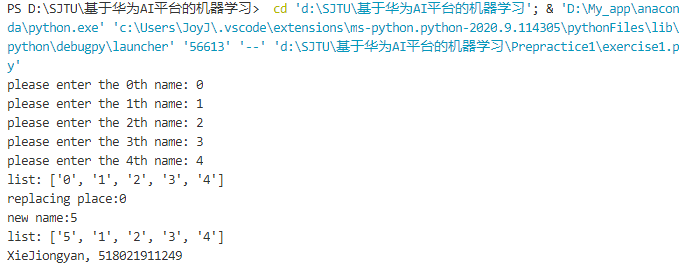 PS D:\SJTU\基于华为AI平台的机器学习>  cd 'd:\SJTU\基于华为AI平台的机器学习'; & 'D:\My_app\anacon
da\python.exe' 'c:\Users\JoyJ\.vscode\extensions\ms-python.python-2020.9.114305\pythonFiles\lib\
python\debugpy\launcher' '56613' '--' 'd:\SJTU\基于华为AI平台的机器学习\Prepractice1\exercise1.p
y'
please enter the 0th name: 0
please enter the 1th name: 1
please enter the 2th name: 2
please enter the 3th name: 3
please enter the 4th name: 4
list: ['0', '1', '2', '3', '4']
replacing place:0
new name:5
list: ['5', '1', '2', '3', '4']
XieJiongyan, 518021911249